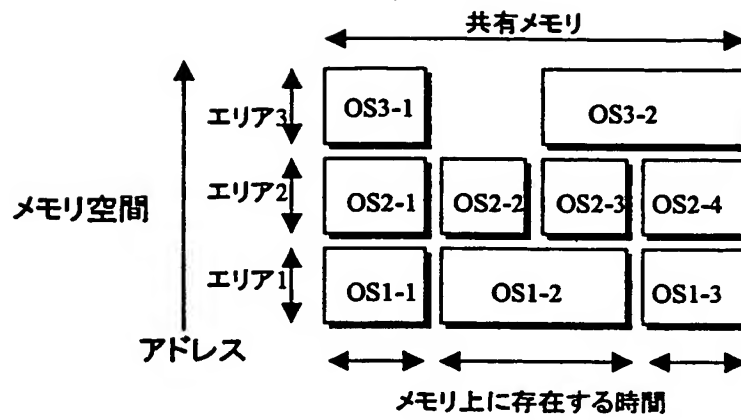 共有メモリ
エリア3
OS3-1
OS3-2
エリア2
OS2-1
OS2-2
OS2-3
OS2-4
メモリ空間
エリア1
OS1-1
OS1-2
OS1-3
アドレス
メモリ上に存在する時間